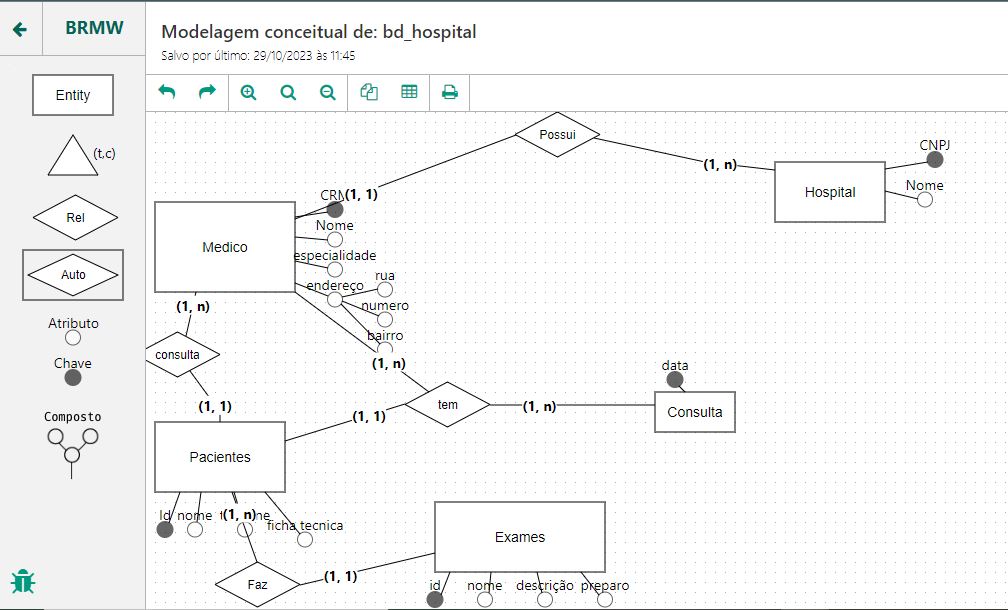 BRMW
Modelagem conceitual de: bd_hospital
Salvo por último: 29/10/2023 às 11:45
Entity
(t,c)
Rel
Auto
Atributo
Chave
Composto
Possui
(1, n)
CNPJ
Hospital
Nome
(1, 1)
Medico
Nome
especialidade
endereço
rua
numero
bairro
(1, n)
consulta
(1, 1)
(1, n)
tem
(1, 1)
(1, n)
data
Consulta
Pacientes
Id
nome
(1, n)
ficha tecnica
Exames
Faz
(1, 1)
id
nome
descrição
preparo